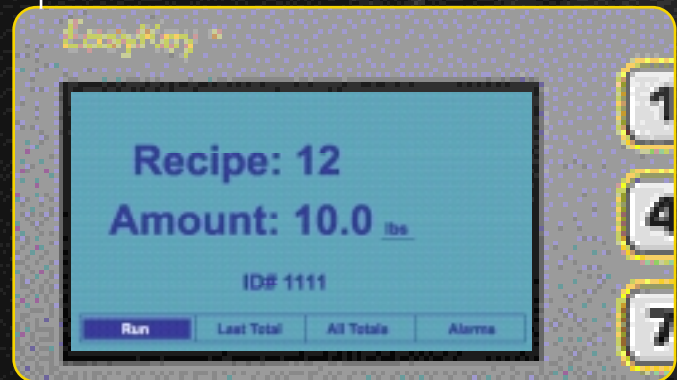 EasyKey
Recipe: 12
Amount: 10.0 lbs
ID# 1111
Run Last Total All Totals Alarms
1
4
7